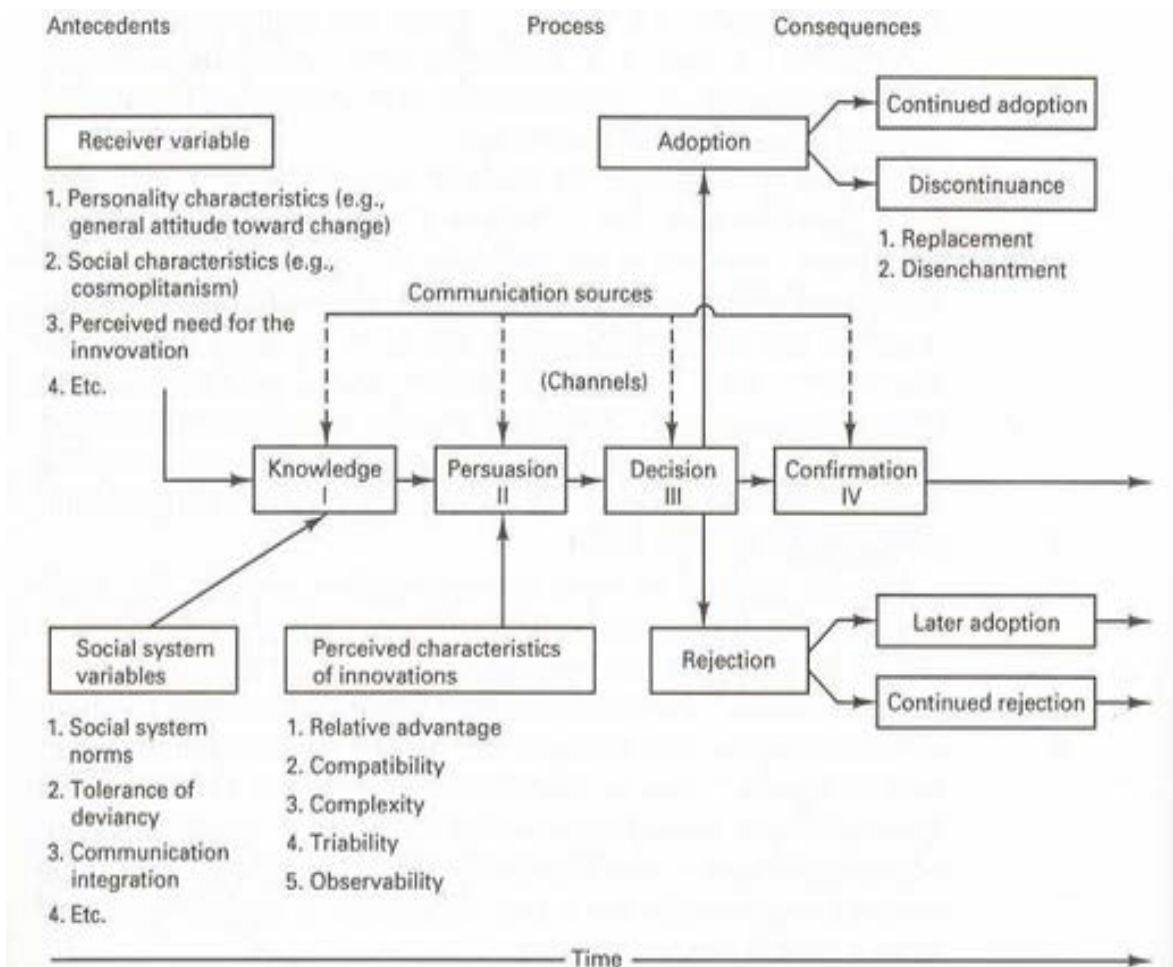 Antecedents
Process
Consequences
Receiver variable
1. Personality characteristics (e.g.,
general attitude toward change)
2. Social characteristics (e.g.,
cosmoplitanism)
3. Perceived need for the
innvovation
4. Etc.
Adoption
Continued adoption
Discontinuance
1. Replacement
2. Disenchantment
Communication sources
(Channels)
Knowledge
I
Persuasion
II
Decision
III
Confirmation
IV
Social system
variables
1. Social system
norms
2. Tolerance of
deviancy
3. Communication
integration
4. Etc.
Perceived characteristics
of innovations
1. Relative advantage
2. Compatibility
3. Complexity
4. Triability
5. Observability
Rejection
Later adoption
Continued rejection
Time